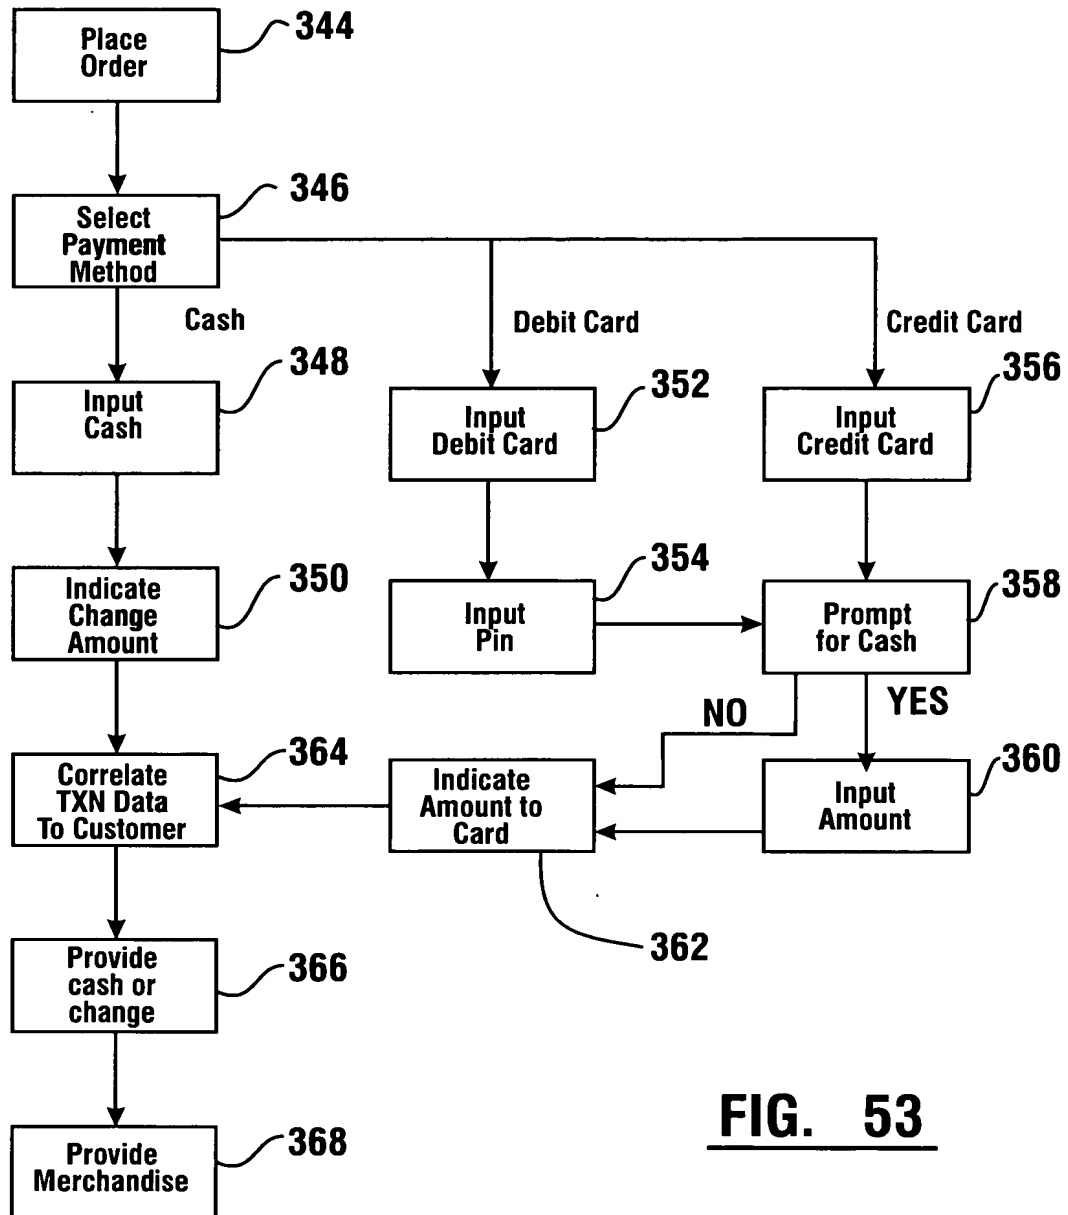 Place
Order
344
Select
Payment
Method
346
Cash
Debit Card
Credit Card
Input
Cash
348
Input
Debit Card
352
Input
Credit Card
356
Indicate
Change
Amount
350
Input
Pin
354
Prompt
for Cash
358
NO
YES
Correlate
TXN Data
To Customer
364
Indicate
Amount to
Card
362
Input
Amount
360
Provide
cash or
change
366
Provide
Merchandise
368
FIG. 53